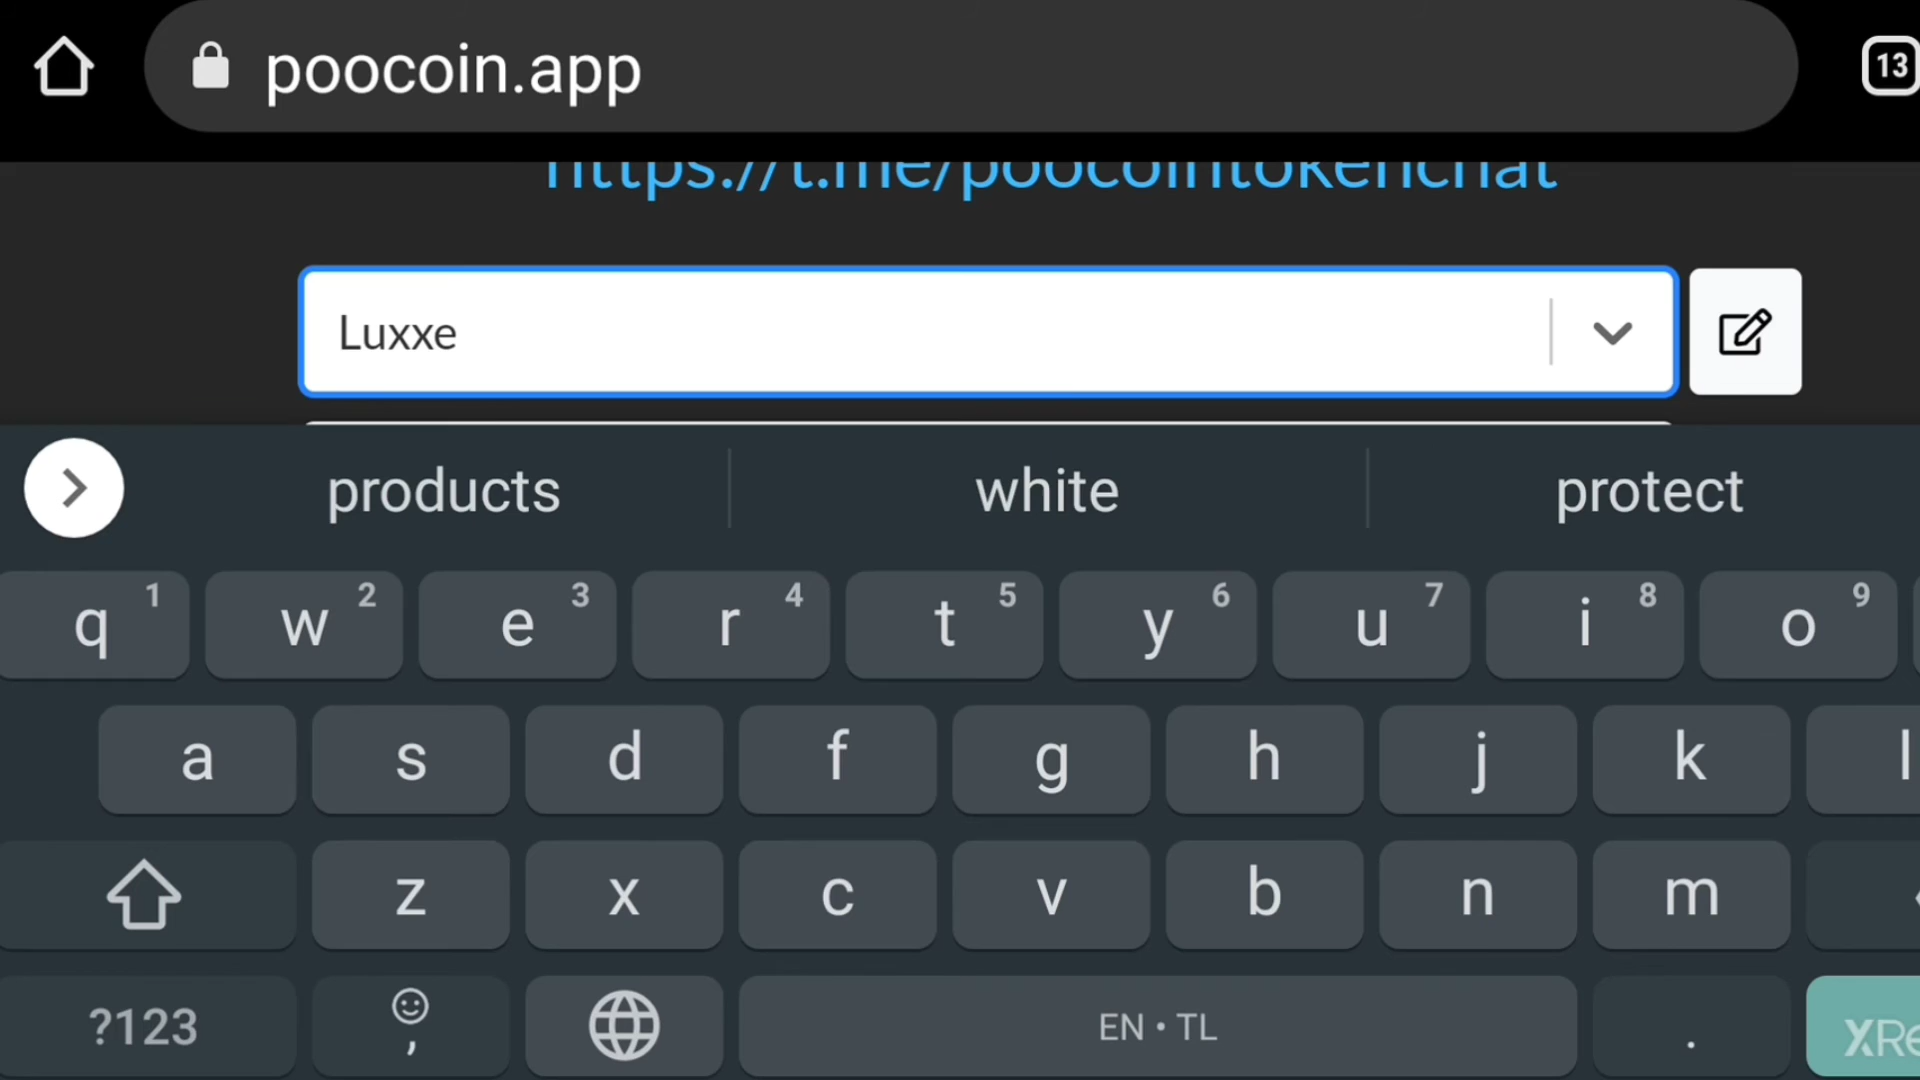 poocoin.app
13
https://t.me/poocointokenchat
Luxxe
products white protect
q 1 w 2 e 3 r 4 t 5 y 6 u 7 i 8 o 9
a s d f g h j k l
z x c v b n m
?123 , EN • TL .
XRe